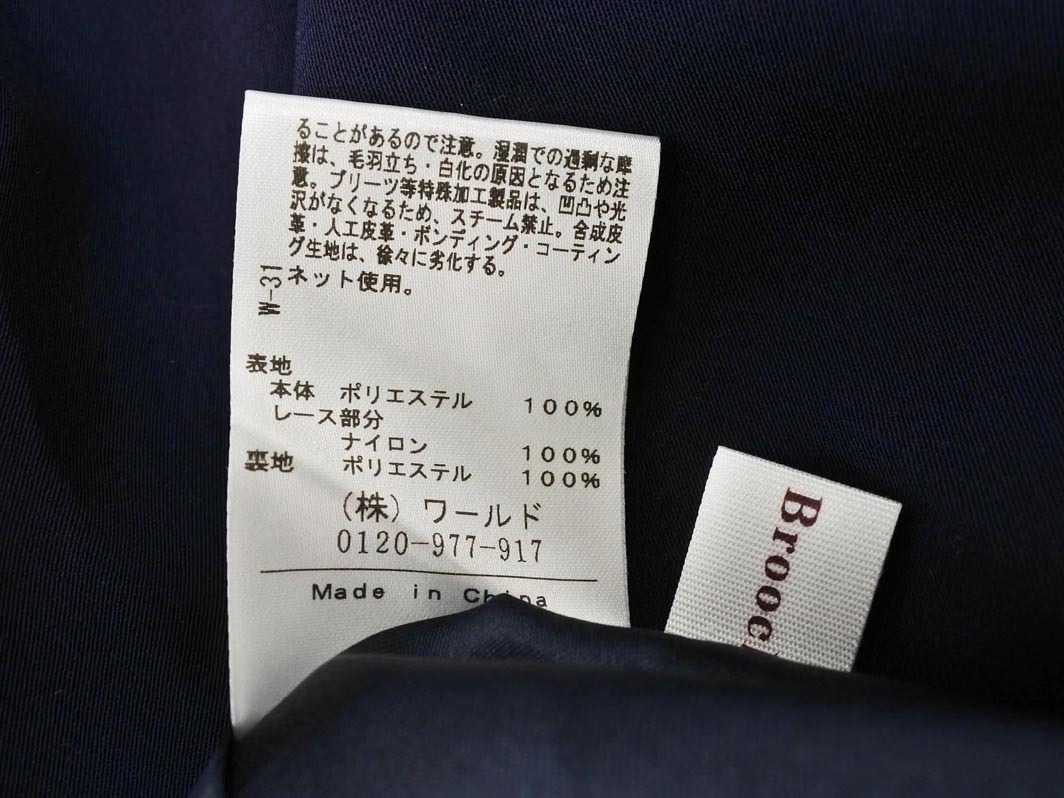 ることがあるので注意。湿潤での過剰な摩
擦は、毛羽立ち・白化の原因となるため注
意。プリーツ等特殊加工製品は、凹凸や光
沢がなくなるため、スチーム禁止。合成皮
革・人工皮革・ボンディング・コーティン
グ生地は、徐々に劣化する。
ネット使用。
W-31
表地
本体 ポリエステル 100%
レース部分
ナイロン 100%
裏地 ポリエステル 100%
(株)ワールド
0120-977-917
Made in China